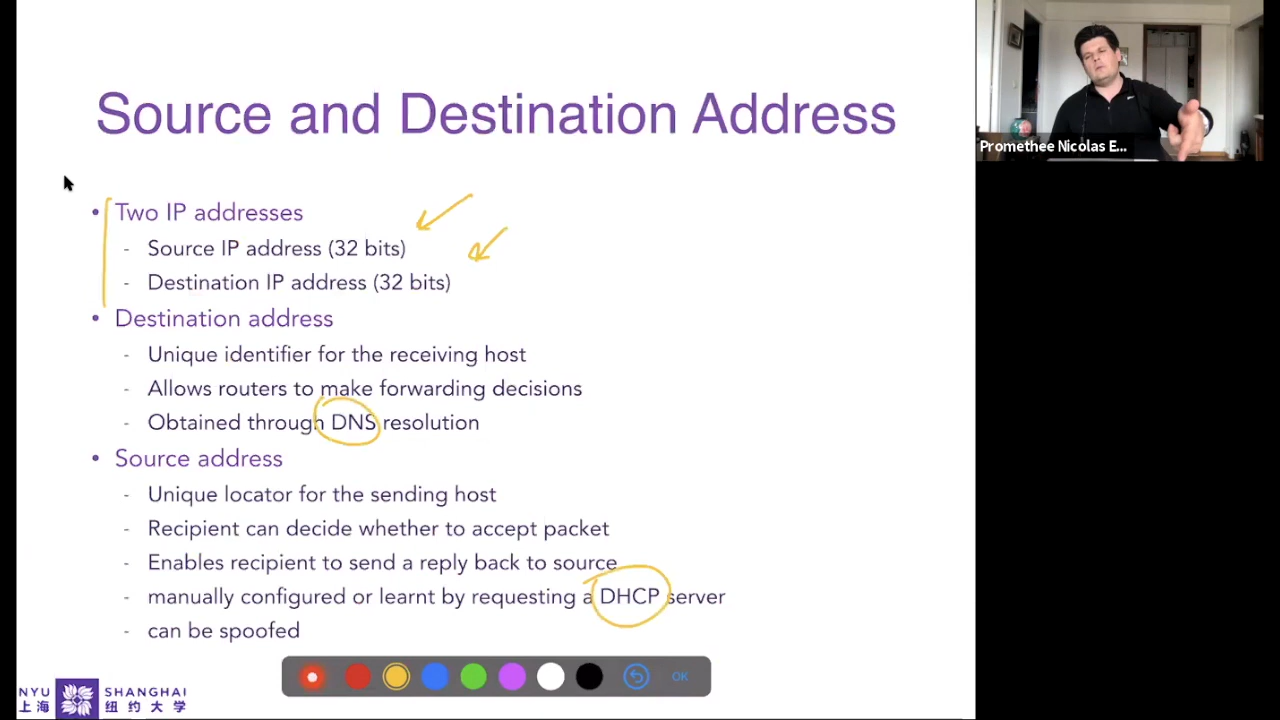 Source and Destination Address
Promethee Nicolas E...
• Two IP addresses
- Source IP address (32 bits)
- Destination IP address (32 bits)
• Destination address
- Unique identifier for the receiving host
- Allows routers to make forwarding decisions
- Obtained through DNS resolution
• Source address
- Unique locator for the sending host
- Recipient can decide whether to accept packet
- Enables recipient to send a reply back to source
- manually configured or learnt by requesting a DHCP server
- can be spoofed
OK
NYU SHANGHAI
上海 纽约大学